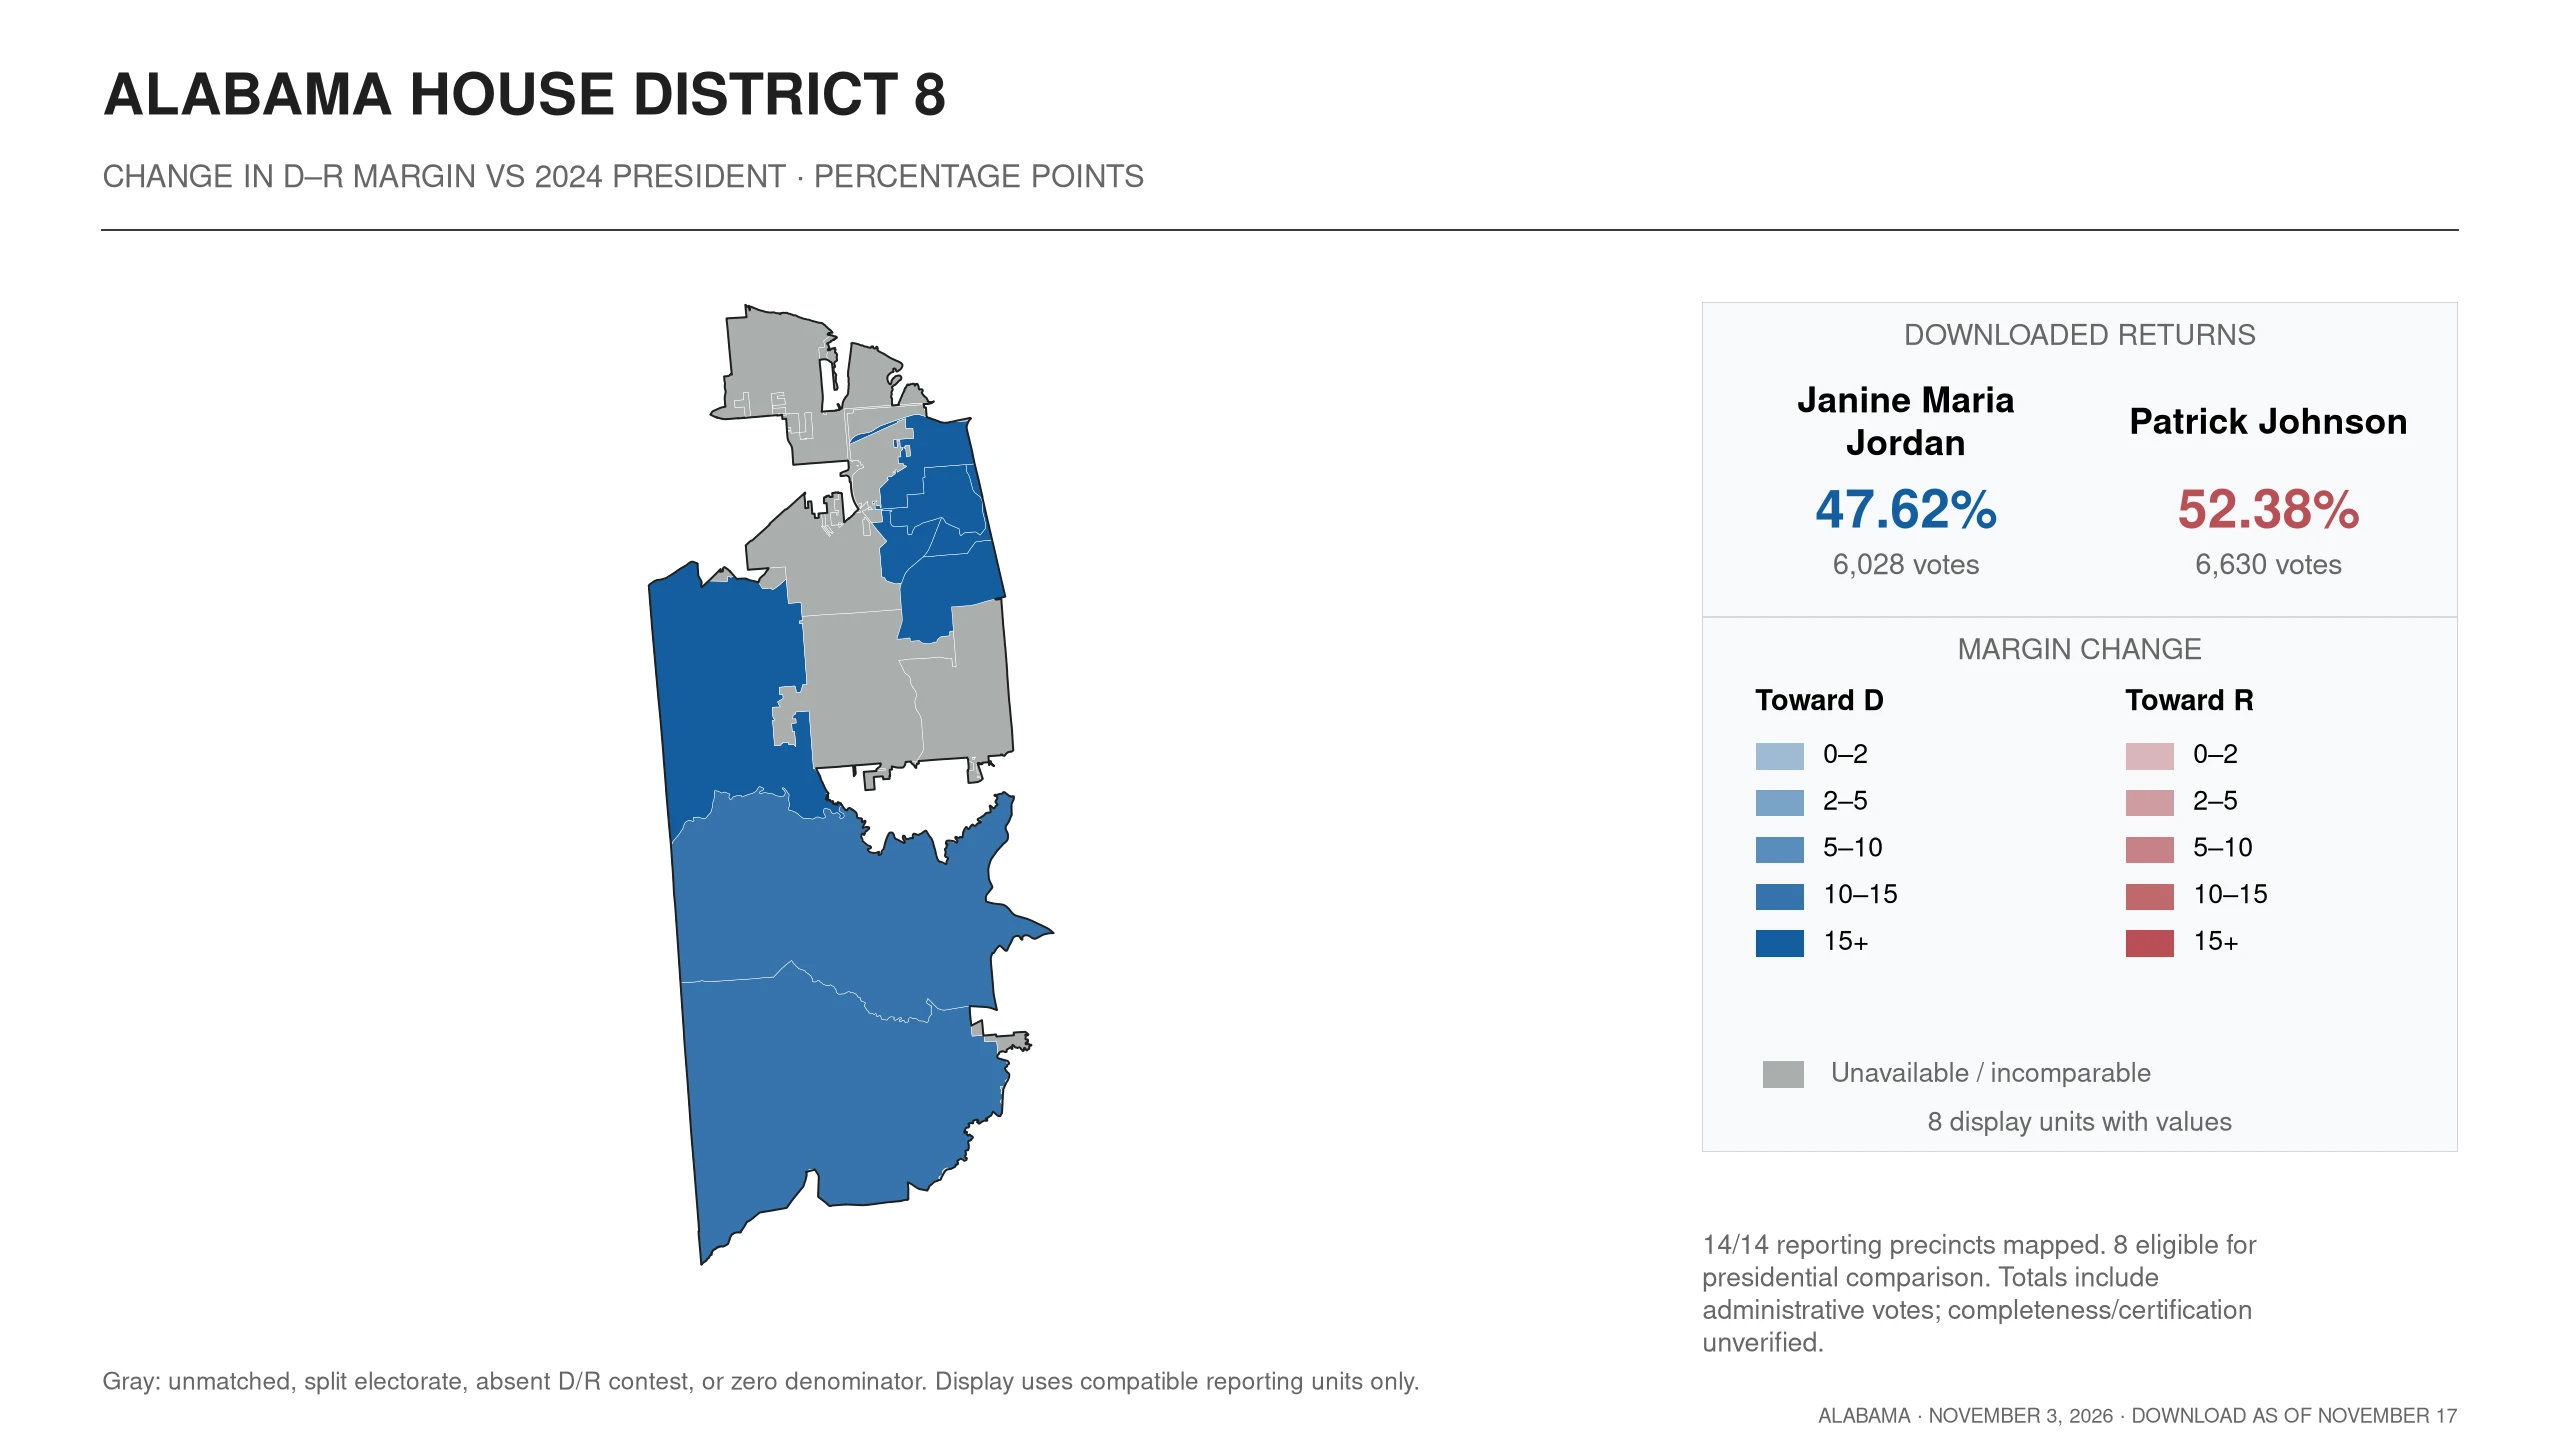 ALABAMA HOUSE DISTRICT 8
CHANGE IN D–R MARGIN VS 2024 PRESIDENT · PERCENTAGE POINTS
DOWNLOADED RETURNS
Janine Maria
Jordan
47.62%
6,028 votes
Patrick Johnson
52.38%
6,630 votes
MARGIN CHANGE
Toward D
0–2
2–5
5–10
10–15
15+
Toward R
0–2
2–5
5–10
10–15
15+
Unavailable / incomparable
8 display units with values
14/14 reporting precincts mapped. 8 eligible for
presidential comparison. Totals include
administrative votes; completeness/certification
unverified.
Gray: unmatched, split electorate, absent D/R contest, or zero denominator. Display uses compatible reporting units only.
ALABAMA · NOVEMBER 3, 2026 · DOWNLOAD AS OF NOVEMBER 17